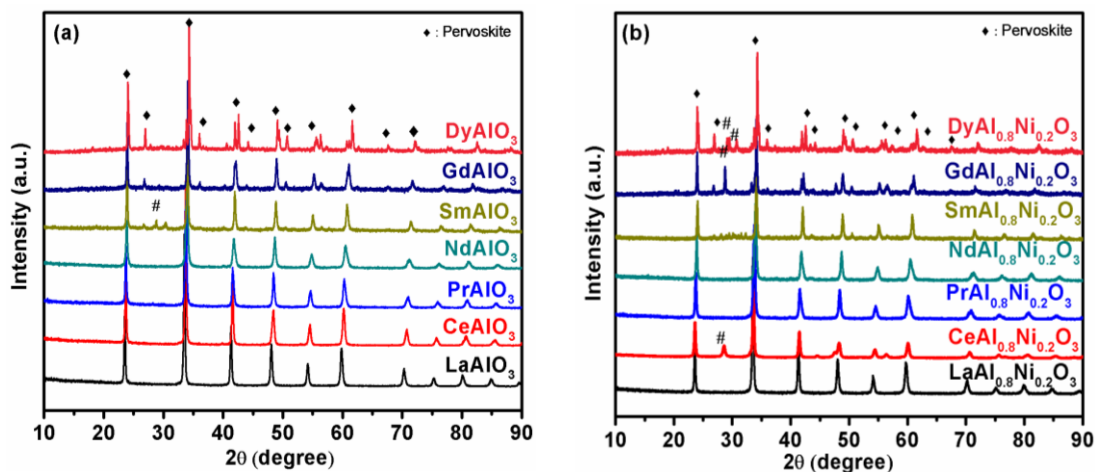 (a)
♦ : Pervoskite
DyAlO3
GdAlO3
#
SmAlO3
NdAlO3
PrAlO3
CeAlO3
LaAlO3
Intensity (a.u.)
10 20 30 40 50 60 70 80 90
2θ (degree)
(b)
♦ : Pervoskite
# #
#
DyAl0.8Ni0.2O3
GdAl0.8Ni0.2O3
SmAl0.8Ni0.2O3
NdAl0.8Ni0.2O3
PrAl0.8Ni0.2O3
#
CeAl0.8Ni0.2O3
LaAl0.8Ni0.2O3
Intensity (a.u.)
10 20 30 40 50 60 70 80 90
2θ (degree)